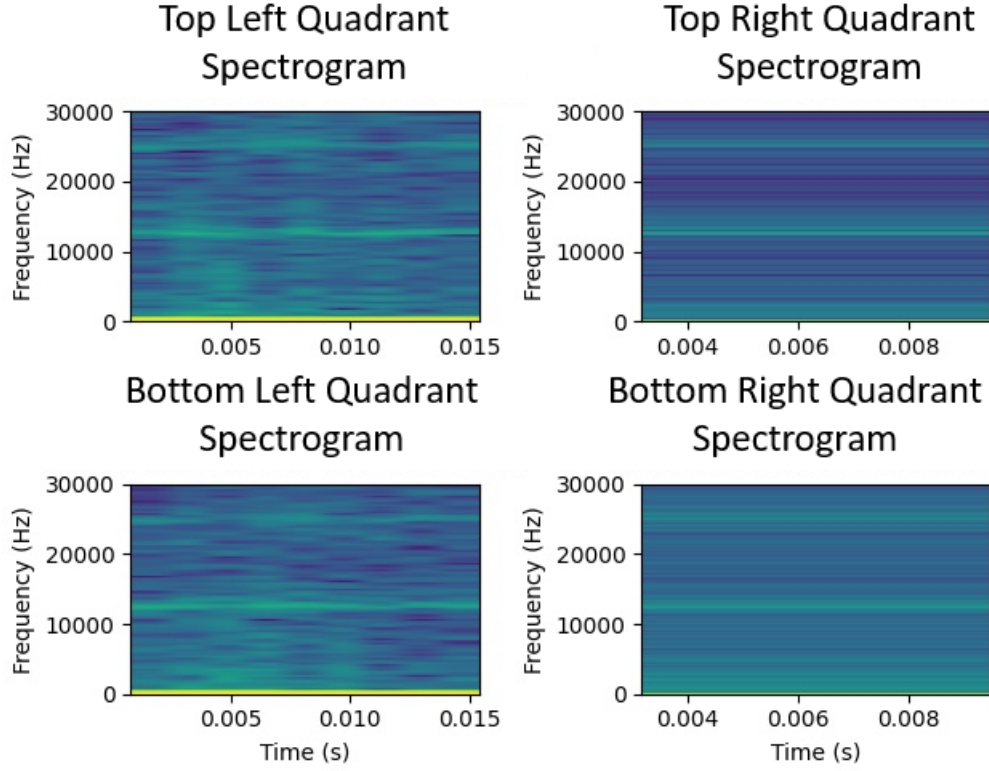 Top Left Quadrant
Spectrogram
Top Right Quadrant
Spectrogram
Frequency (Hz)
30000
20000
10000
0
0.005
0.010
0.015
Frequency (Hz)
30000
20000
10000
0
0.004
0.006
0.008
Bottom Left Quadrant
Spectrogram
Bottom Right Quadrant
Spectrogram
Frequency (Hz)
30000
20000
10000
0
0.005
0.010
0.015
Time (s)
Frequency (Hz)
30000
20000
10000
0
0.004
0.006
0.008
Time (s)